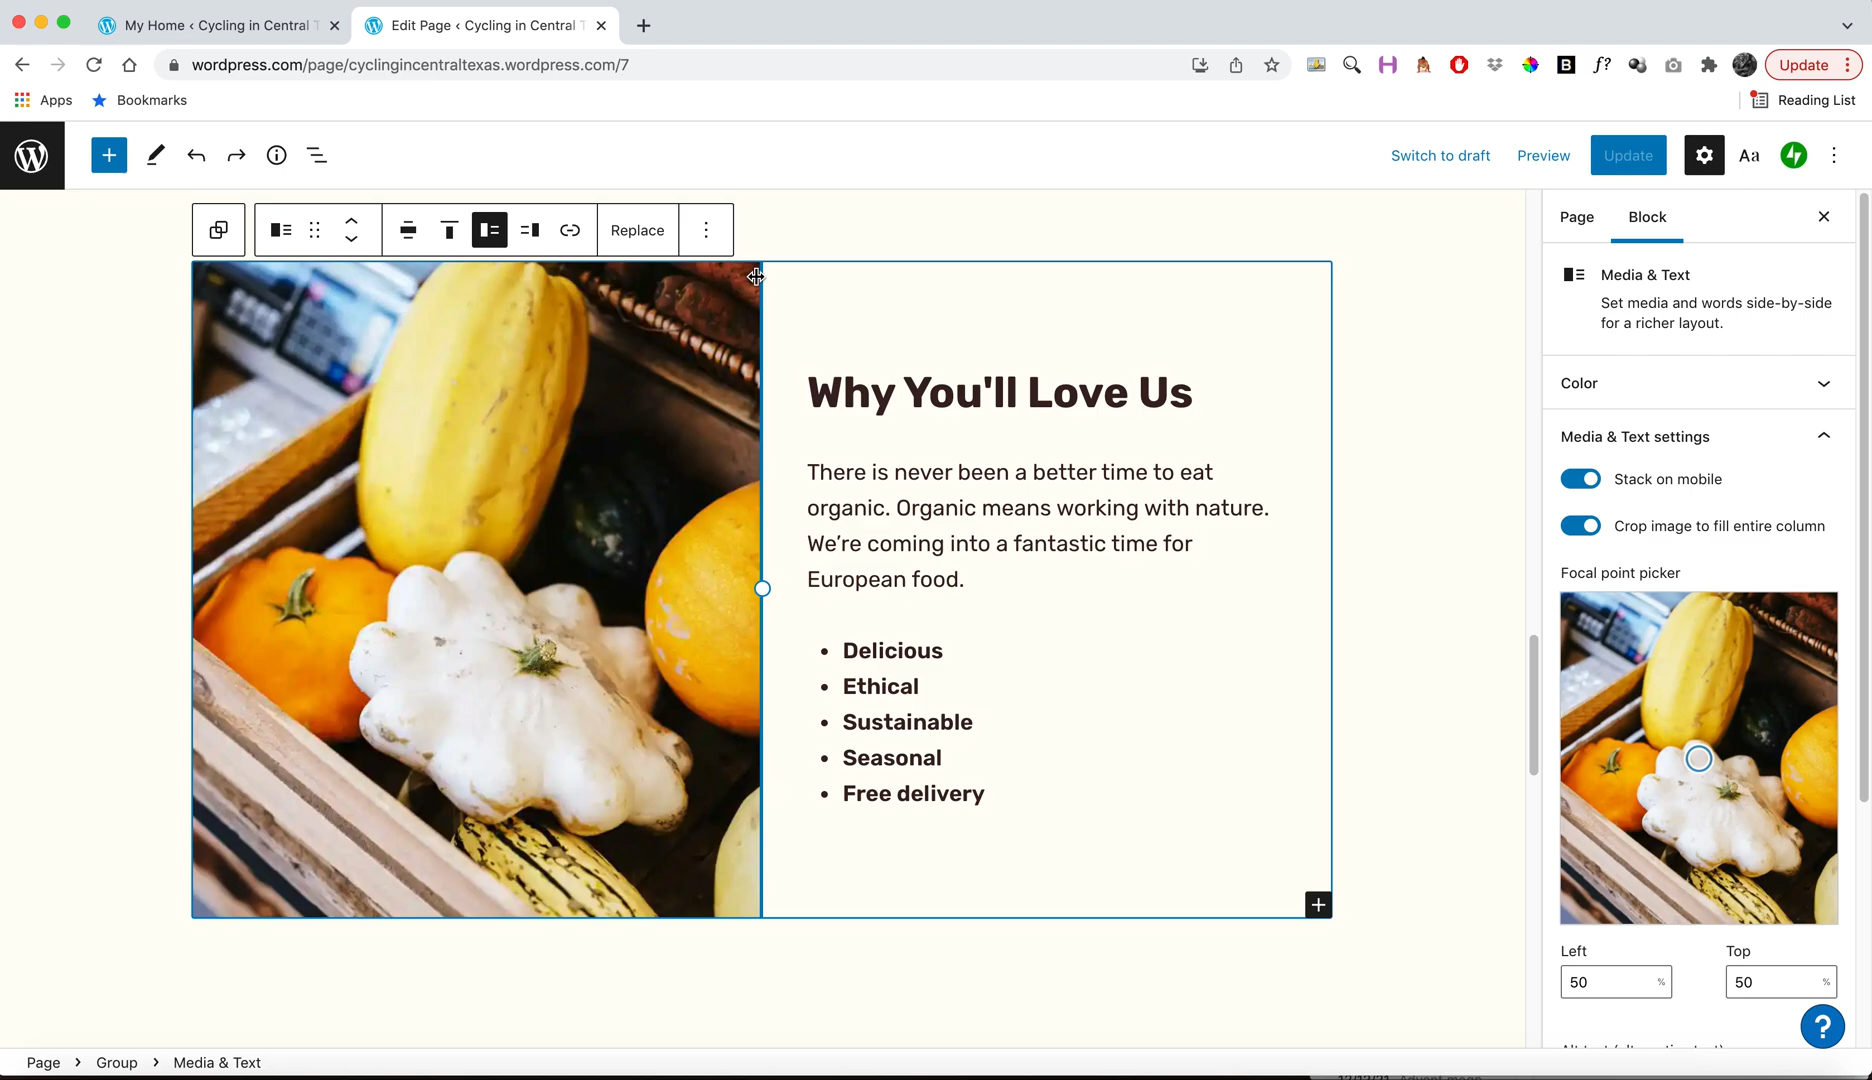 My Home ‹ Cycling in Central T
Edit Page ‹ Cycling in Central T
wordpress.com/page/cyclingincentraltexas.wordpress.com/7
Update
Apps
Bookmarks
Reading List
Switch to draft
Preview
Update
Aa
Replace
Page
Block
Media & Text
Set media and words side-by-side
for a richer layout.
Color
Media & Text settings
Stack on mobile
Crop image to fill entire column
Focal point picker
Left
Top
50 %
50 %
Why You'll Love Us
There is never been a better time to eat
organic. Organic means working with nature.
We’re coming into a fantastic time for
European food.
• Delicious
• Ethical
• Sustainable
• Seasonal
• Free delivery
Page > Group > Media & Text